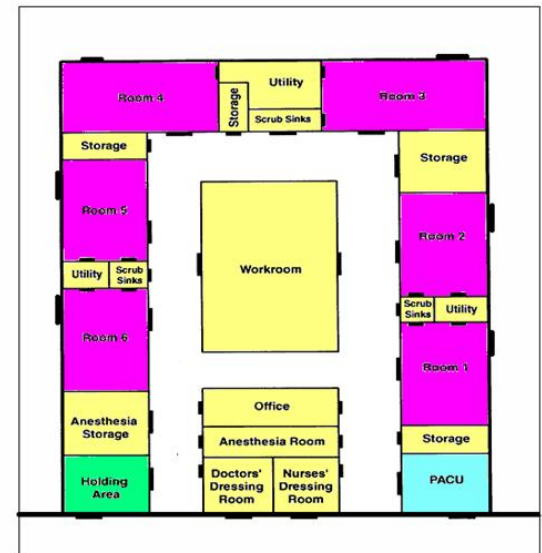 Room 4
Storage
Utility
Scrub Sinks
Room 3
Storage
Storage
Room 5
Room 2
Workroom
Utility
Scrub
Sinks
Scrub
Sinks
Utility
Room 6
Room 1
Office
Anesthesia
Storage
Anesthesia Room
Storage
Holding
Area
Doctors'
Dressing
Room
Nurses'
Dressing
Room
PACU